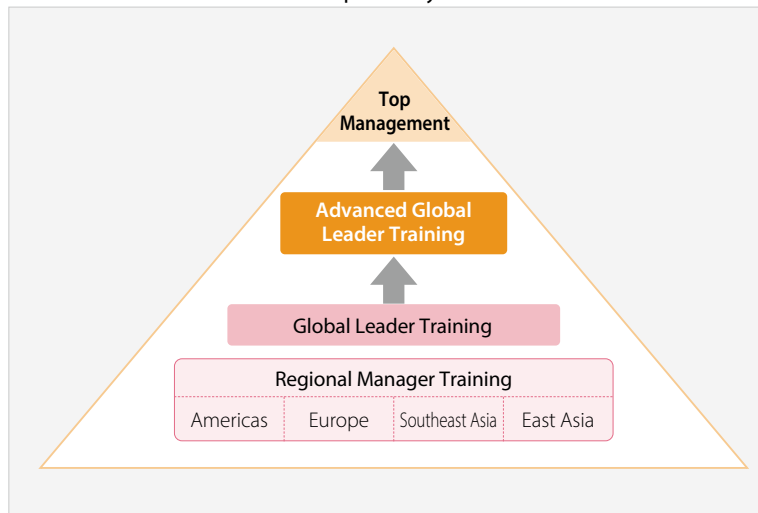 Top
Management
Advanced Global
Leader Training
Global Leader Training
Regional Manager Training
Americas Europe Southeast Asia East Asia